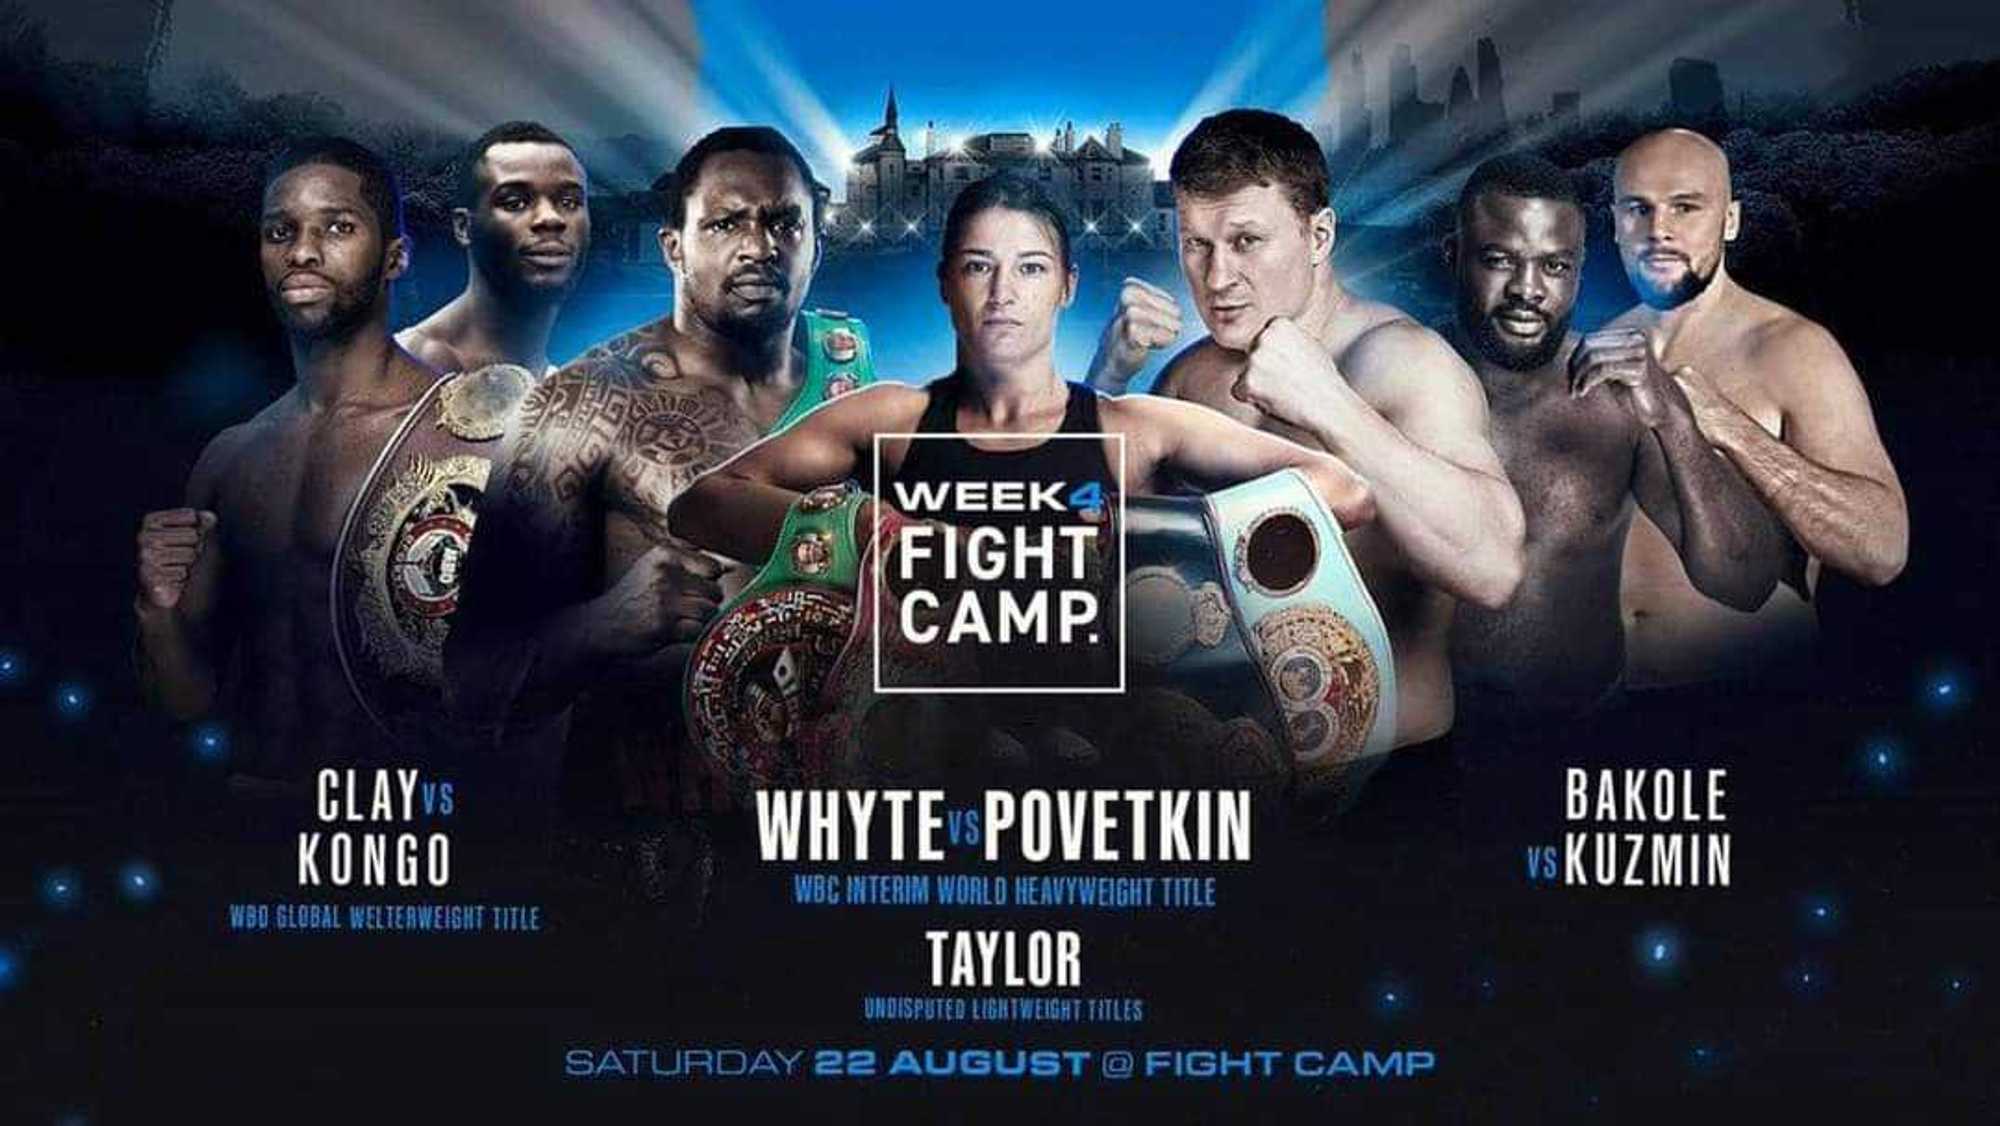 WEEK4
FIGHT
CAMP.
CLAY VS
KONGO
WBO GLOBAL WELTERWEIGHT TITLE
WHYTE VS POVETKIN
WBC INTERIM WORLD HEAVYWEIGHT TITLE
TAYLOR
UNDISPUTED LIGHTWEIGHT TITLES
BAKOLE
VS KUZMIN
SATURDAY 22 AUGUST @ FIGHT CAMP